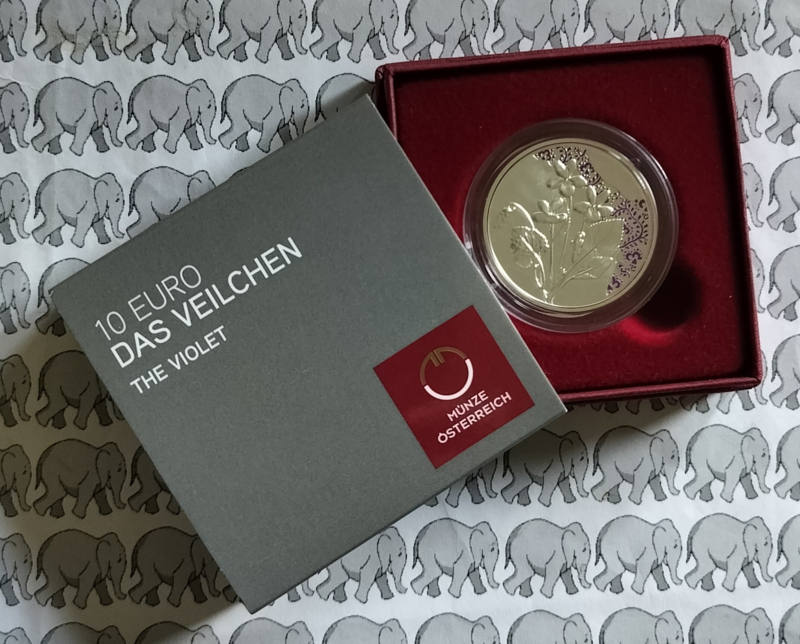 10 EURO
DAS VEILCHEN
THE VIOLET
MÜNZE
ÖSTERREICH